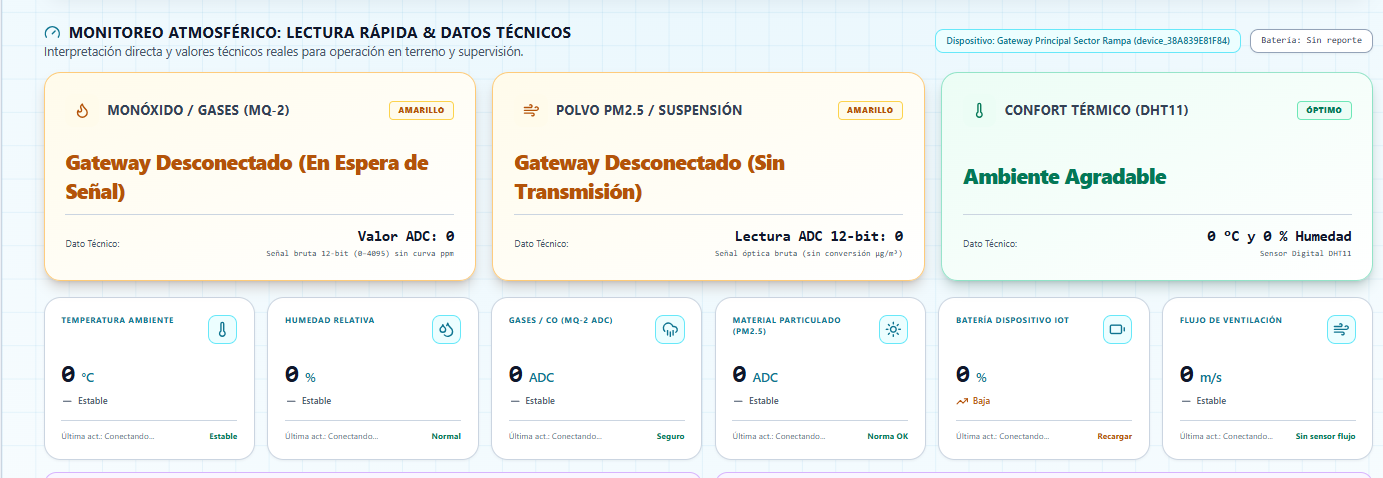 MONITOREO ATMOSFÉRICO: LECTURA RÁPIDA & DATOS TÉCNICOS
Interpretación directa y valores técnicos reales para operación en terreno y supervisión.
Dispositivo: Gateway Principal Sector Rampa (device_38A839E81F84)
Batería: Sin reporte
MONÓXIDO / GASES (MQ-2)
AMARILLO
Gateway Desconectado (En Espera de
Señal)
Dato Técnico:
Valor ADC: 0
Señal bruta 12-bit (0-4095) sin curva ppm
POLVO PM2.5 / SUSPENSIÓN
AMARILLO
Gateway Desconectado (Sin
Transmisión)
Dato Técnico:
Lectura ADC 12-bit: 0
Señal óptica bruta (sin conversión µg/m³)
CONFORT TÉRMICO (DHT11)
ÓPTIMO
Ambiente Agradable
Dato Técnico:
0 °C y 0 % Humedad
Sensor Digital DHT11
TEMPERATURA AMBIENTE
0 °C
— Estable
Última act.: Conectando...
Estable
HUMEDAD RELATIVA
0 %
— Estable
Última act.: Conectando...
Normal
GASES / CO (MQ-2 ADC)
0 ADC
— Estable
Última act.: Conectando...
Seguro
MATERIAL PARTICULADO
(PM2.5)
0 ADC
— Estable
Última act.: Conectando...
Norma OK
BATERÍA DISPOSITIVO IOT
0 %
Baja
Última act.: Conectando...
Recargar
FLUJO DE VENTILACIÓN
0 m/s
— Estable
Última act.: Conectando...
Sin sensor flujo